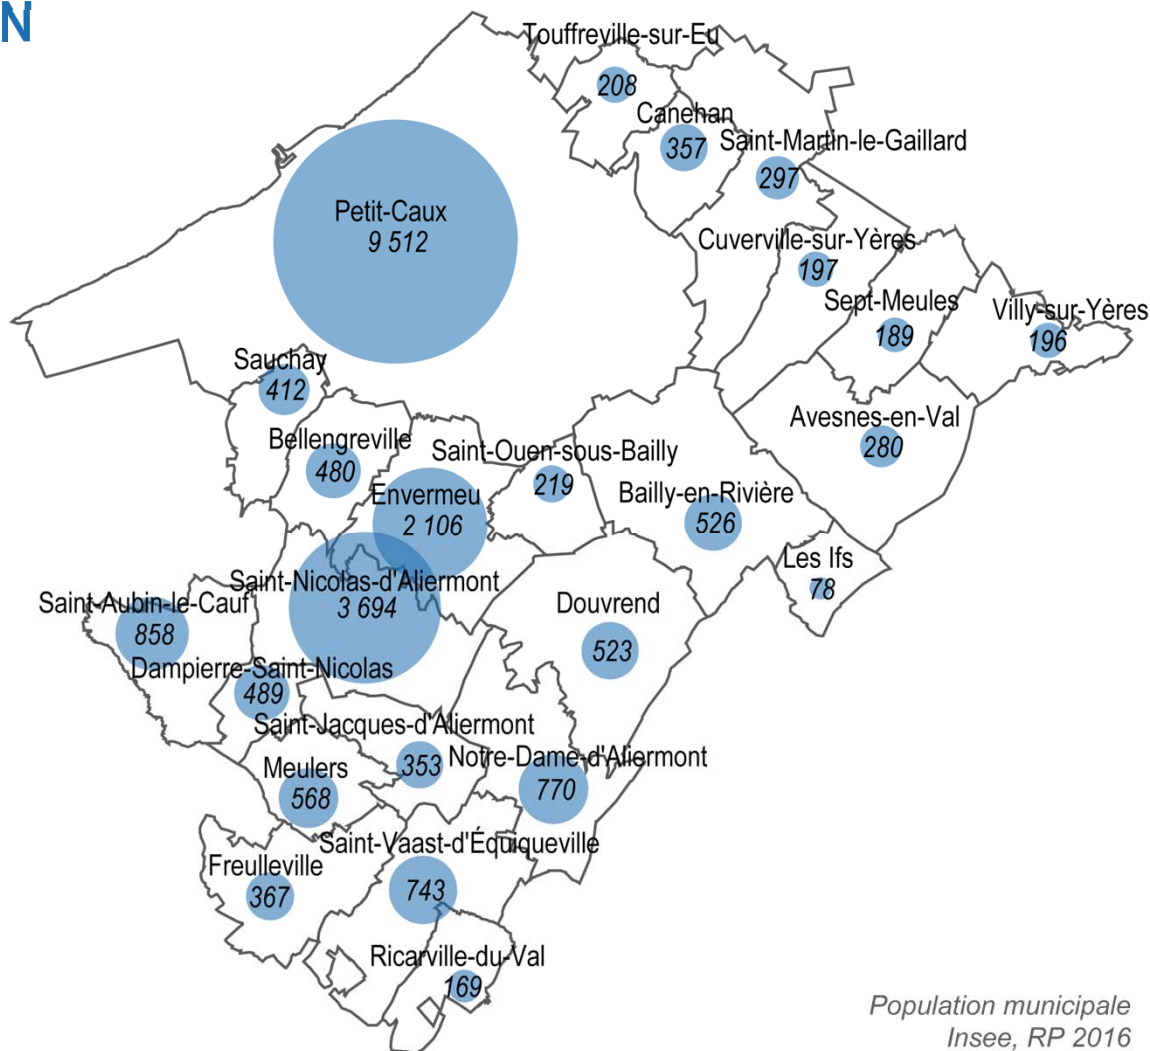 N
Touffreville-sur-Eu
208
Canehan
357
Saint-Martin-le-Gaillard
297
Petit-Caux
9 512
Cuverville-sur-Yères
197
Sept-Meules
189
Villy-sur-Yères
196
Sauchay
412
Avesnes-en-Val
280
Bellengreville
480
Saint-Ouen-sous-Bailly
219
Envermeu
2 106
Bailly-en-Rivière
526
Les Ifs
78
Saint-Nicolas-d'Aliermont
3 694
Saint-Aubin-le-Cauf
858
Douvrend
523
Dampierre-Saint-Nicolas
489
Saint-Jacques-d'Aliermont
353
Notre-Dame-d'Aliermont
770
Meulers
568
Saint-Vaast-d'Équiqueville
743
Freulleville
367
Ricarville-du-Val
169
Population municipale
Insee, RP 2016